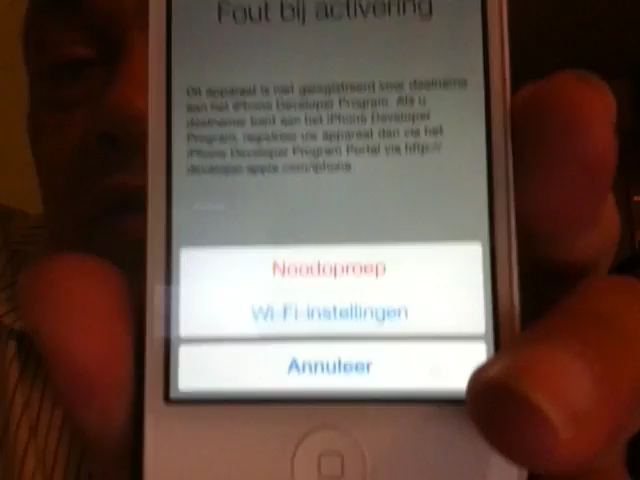 Fout bij activering
Dit apparaat is niet geregistreerd voor deelname
aan het iPhone Developer Program. Als u
deelnemer bent aan het iPhone Developer
Program, registreer uw apparaat dan via het
iPhone Developer Program Portal via http://
developer.apple.com/iphone
Noodoproep
Wi-Fi-instellingen
Annuleer